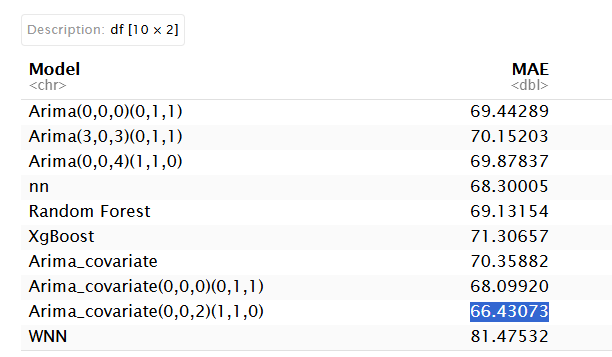 Description: df [10 × 2]
Model MAE
<chr> <dbl>
Arima(0,0,0)(0,1,1) 69.44289
Arima(3,0,3)(0,1,1) 70.15203
Arima(0,0,4)(1,1,0) 69.87837
nn 68.30005
Random Forest 69.13154
XgBoost 71.30657
Arima_covariate 70.35882
Arima_covariate(0,0,0)(0,1,1) 68.09920
Arima_covariate(0,0,2)(1,1,0) 66.43073
WNN 81.47532